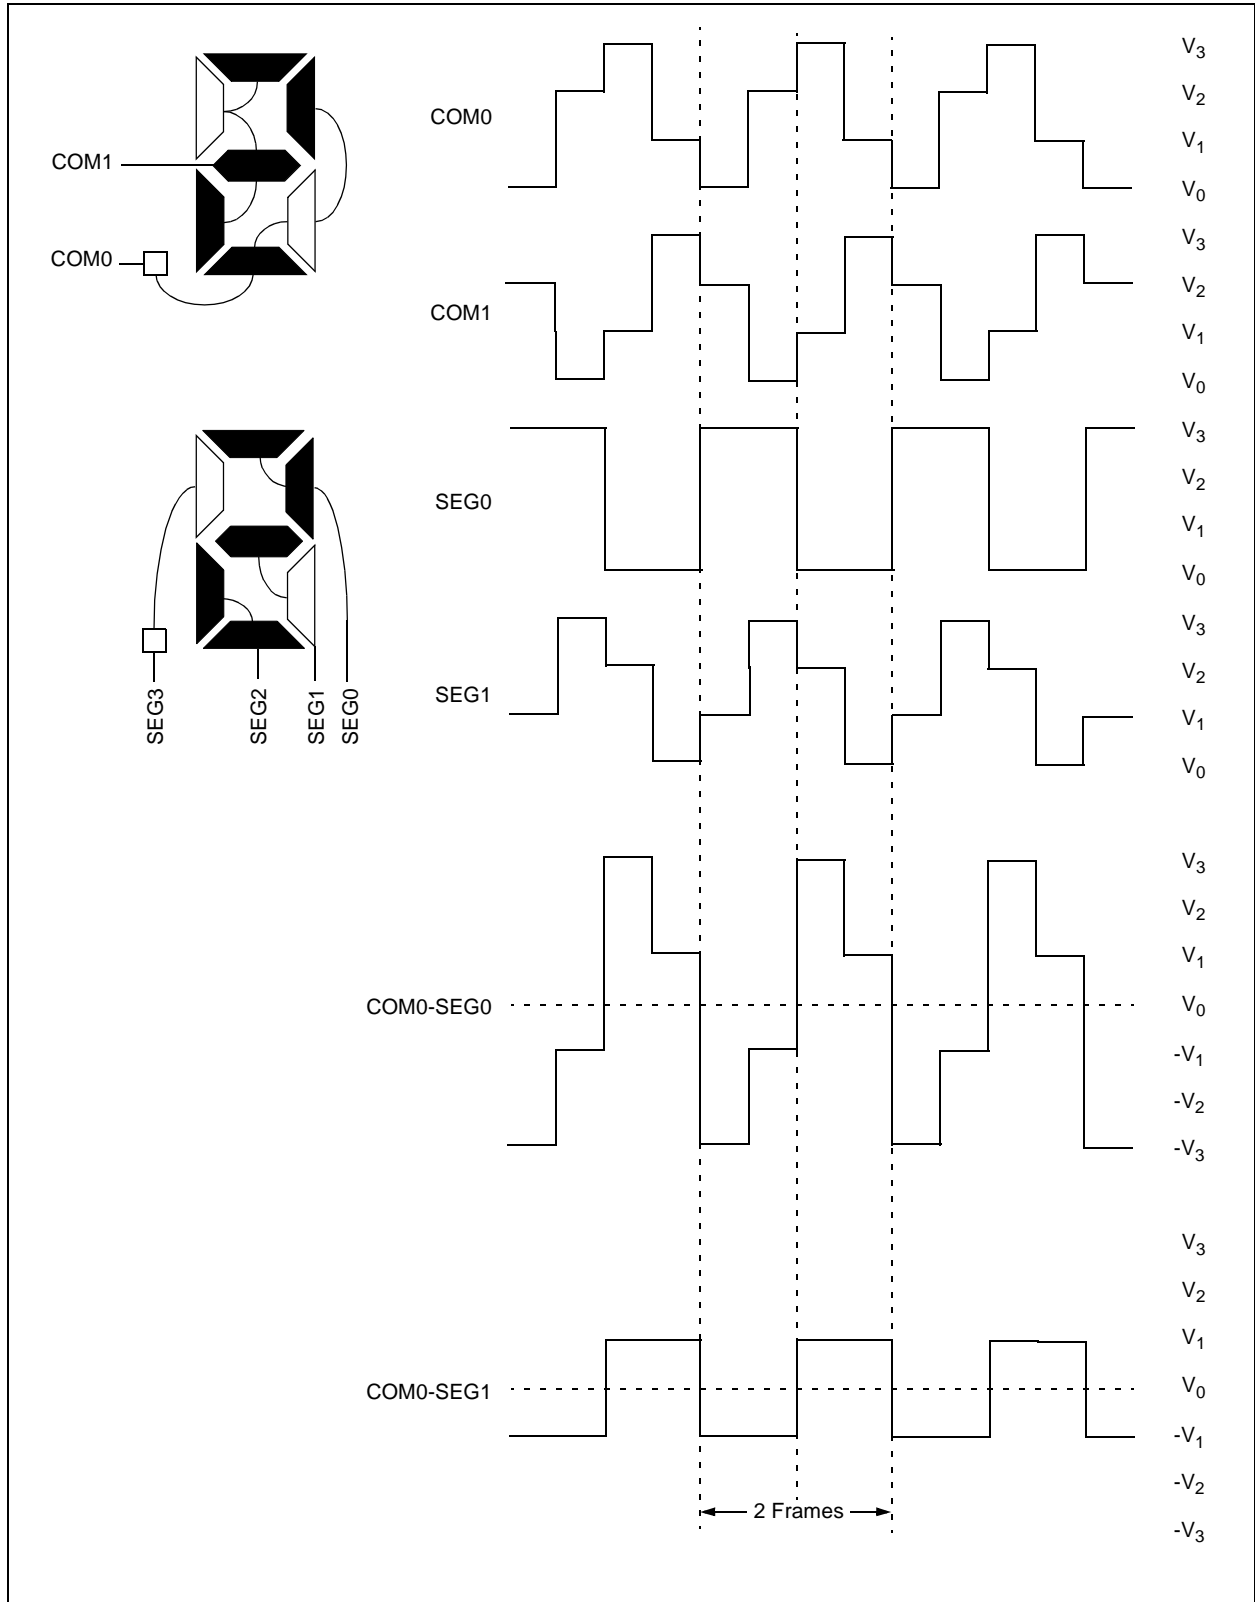 COM1
COM0
SEG3
SEG2
SEG1
SEG0
COM0
V3
V2
V1
V0
COM1
V3
V2
V1
V0
SEG0
V3
V2
V1
V0
SEG1
V3
V2
V1
V0
COM0-SEG0
V3
V2
V1
V0
-V1
-V2
-V3
COM0-SEG1
V3
V2
V1
V0
-V1
-V2
-V3
2 Frames